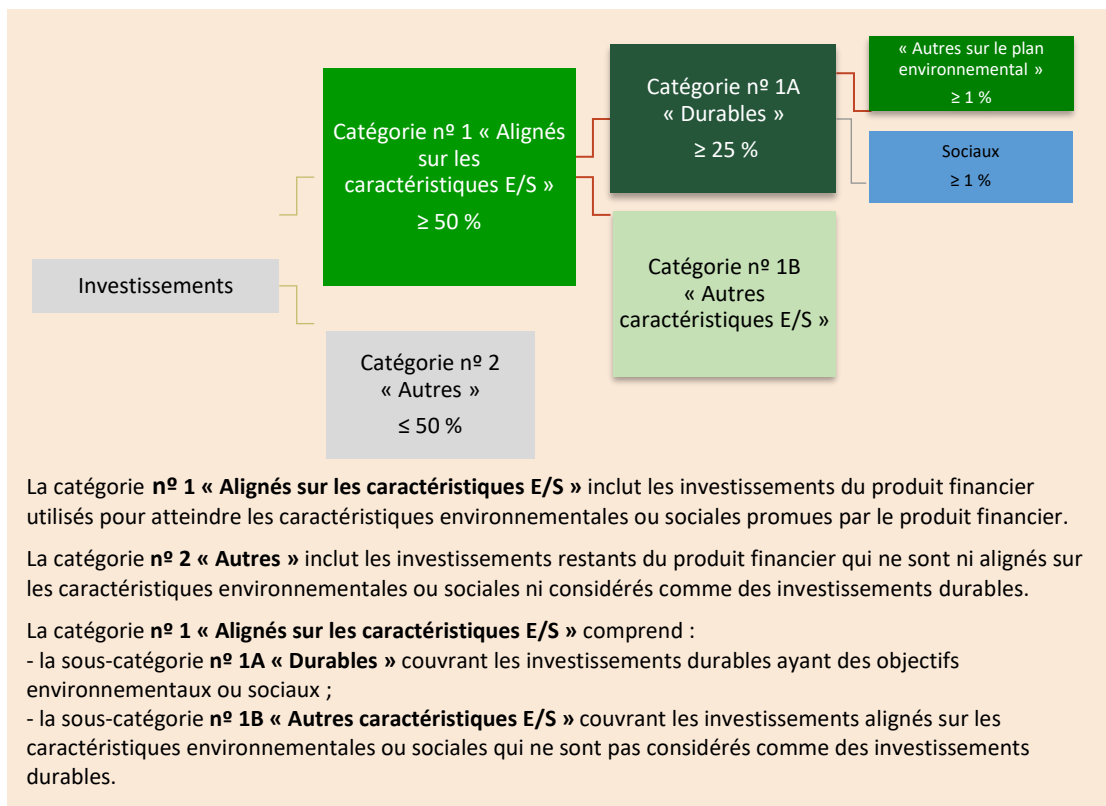 « Autres sur le plan
environnemental »
≥ 1 %
Catégorie nº 1A
« Durables »
≥ 25 %
Catégorie nº 1 « Alignés
sur les
caractéristiques E/S »
≥ 50 %
Sociaux
≥ 1 %
Catégorie nº 1B
« Autres
caractéristiques E/S »
Investissements
Catégorie nº 2
« Autres »
≤ 50 %
La catégorie nº 1 « Alignés sur les caractéristiques E/S » inclut les investissements du produit financier
utilisés pour atteindre les caractéristiques environnementales ou sociales promues par le produit financier.
La catégorie nº 2 « Autres » inclut les investissements restants du produit financier qui ne sont ni alignés sur
les caractéristiques environnementales ou sociales ni considérés comme des investissements durables.
La catégorie nº 1 « Alignés sur les caractéristiques E/S » comprend :
- la sous-catégorie nº 1A « Durables » couvrant les investissements durables ayant des objectifs
environnementaux ou sociaux ;
- la sous-catégorie nº 1B « Autres caractéristiques E/S » couvrant les investissements alignés sur les
caractéristiques environnementales ou sociales qui ne sont pas considérés comme des investissements
durables.